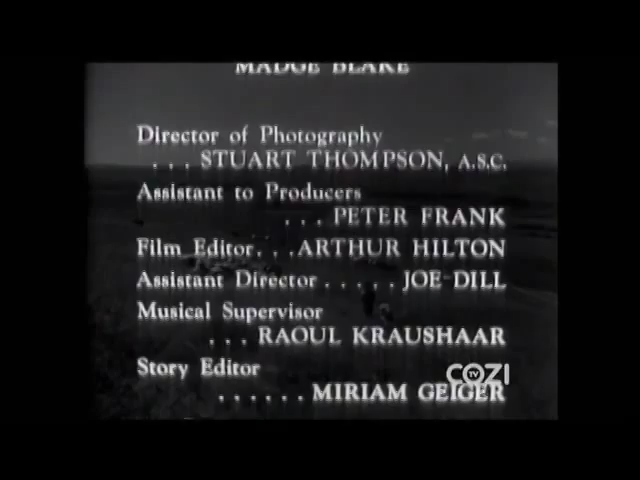 MADGE BLAKE
Director of Photography
. . . STUART THOMPSON, A.S.C.
Assistant to Producers
. . . PETER FRANK
Film Editor. . .ARTHUR HILTON
Assistant Director . . . . . JOE DILL
Musical Supervisor
. . . RAOUL KRAUSHAAR
Story Editor
. . . . . . MIRIAM GEIGER
COZI
TV